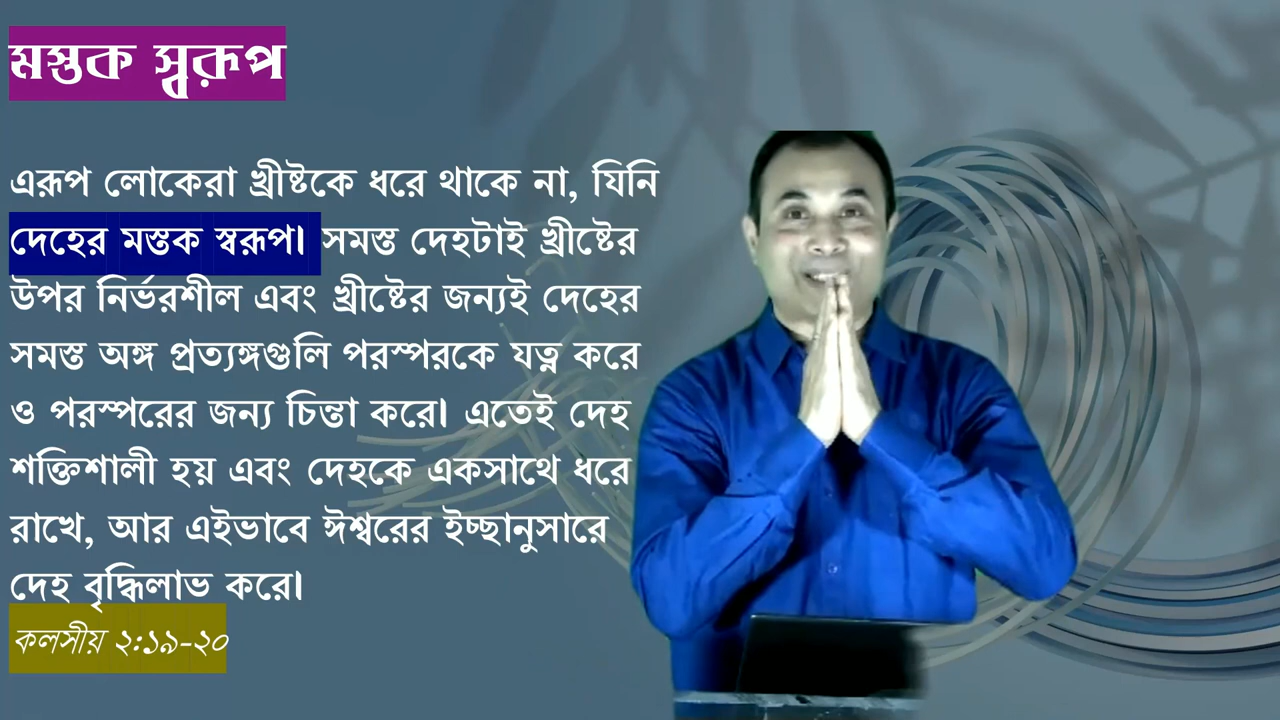 মস্তক স্বরূপ
এরূপ লোকেরা খ্রীষ্টকে ধরে থাকে না, যিনি
দেহের মস্তক স্বরূপ। সমস্ত দেহটাই খ্রীষ্টের
উপর নির্ভরশীল এবং খ্রীষ্টের জন্যই দেহের
সমস্ত অঙ্গ প্রত্যঙ্গগুলি পরস্পরকে যত্ন করে
ও পরস্পরের জন্য চিন্তা করে। এতেই দেহ
শক্তিশালী হয় এবং দেহকে একসাথে ধরে
রাখে, আর এইভাবে ঈশ্বরের ইচ্ছানুসারে
দেহ বৃদ্ধিলাভ করে।
কলসীয় ২:১৯-২০